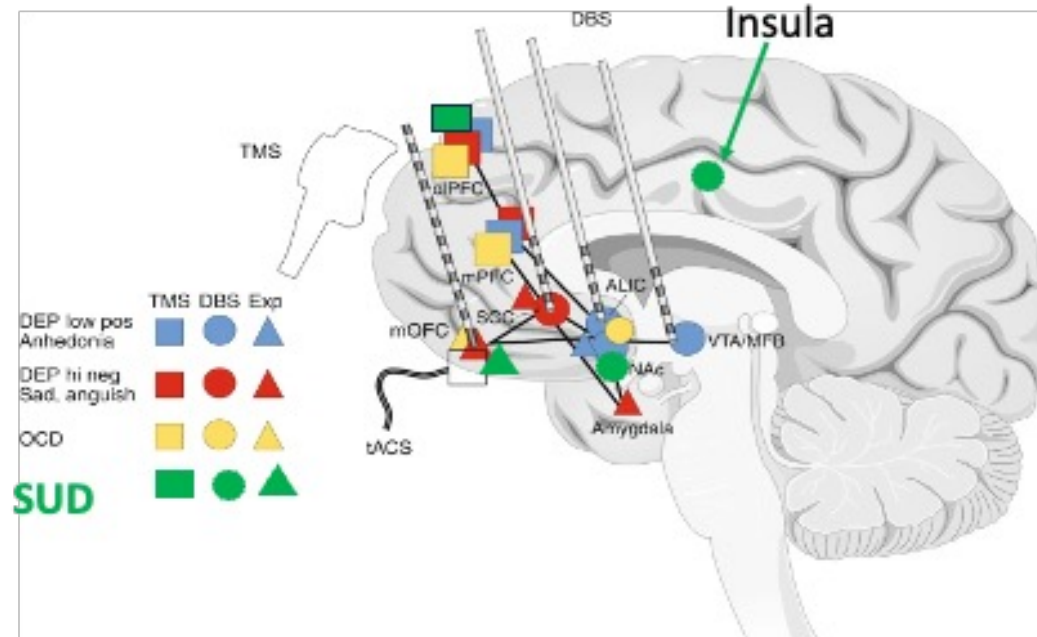 DBS
Insula
TMS
dlPFC
mPFC
ALIC
SGC
mOFC
VTA/MFB
NAc
Amygdala
tACS
TMS DBS Exp
DEP low pos
Anhedonia
DEP hi neg
Sad, anguish
OCD
SUD